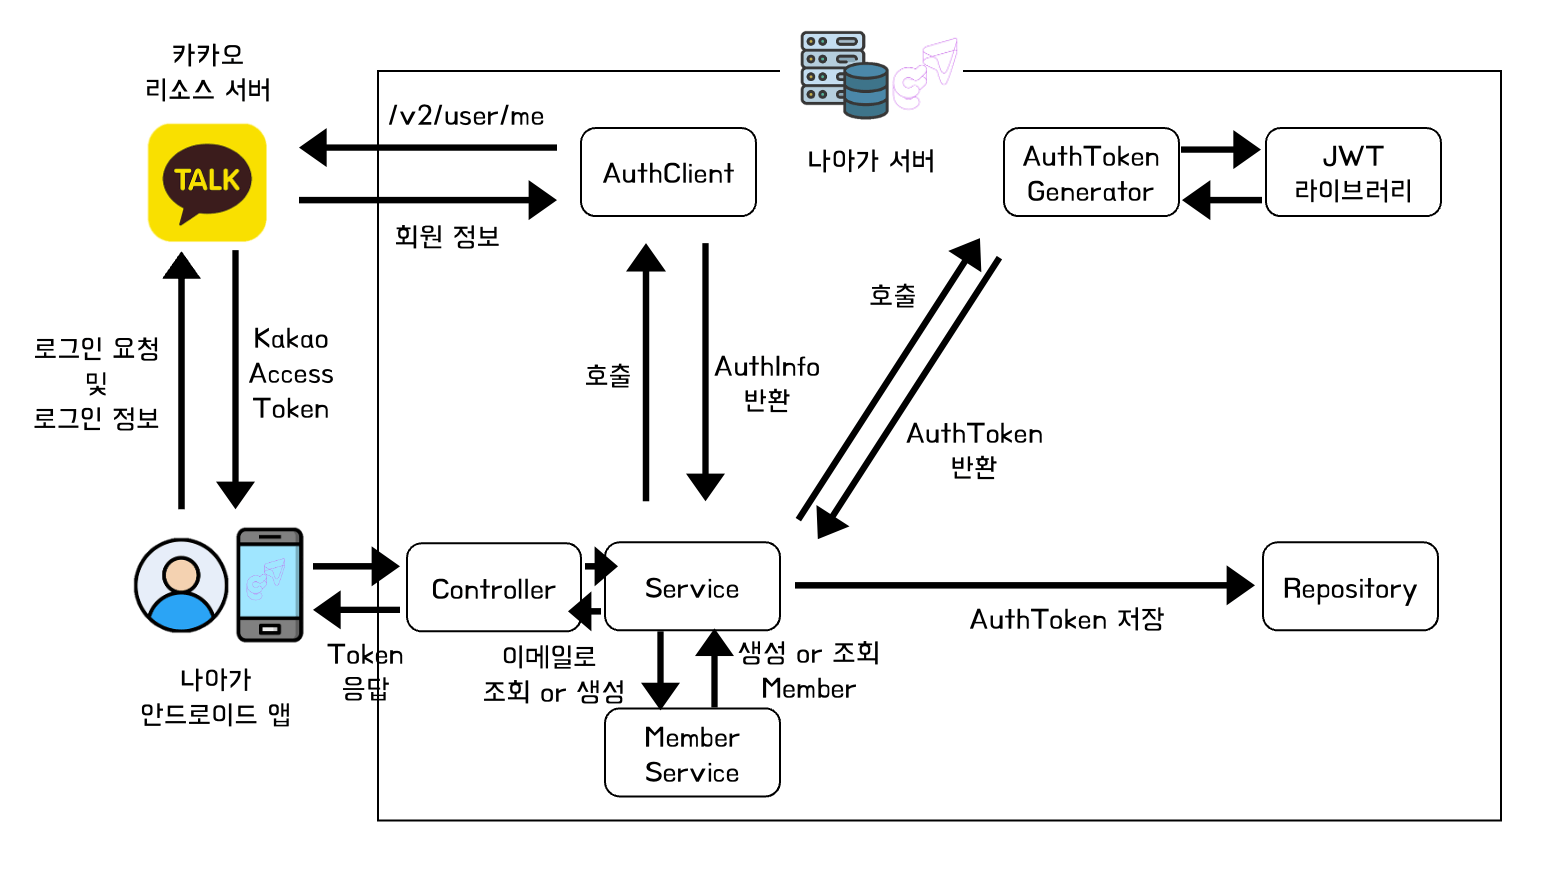 카카오
리소스 서버
TALK
/v2/user/me
회원 정보
AuthClient
나아가 서버
AuthToken
Generator
JWT
라이브러리
로그인 요청
및
로그인 정보
Kakao
Access
Token
호출
AuthInfo
반환
호출
AuthToken
반환
Controller
Service
Repository
AuthToken 저장
Token
응답
이메일로
조회 or 생성
생성 or 조회
Member
나아가
안드로이드 앱
Member
Service